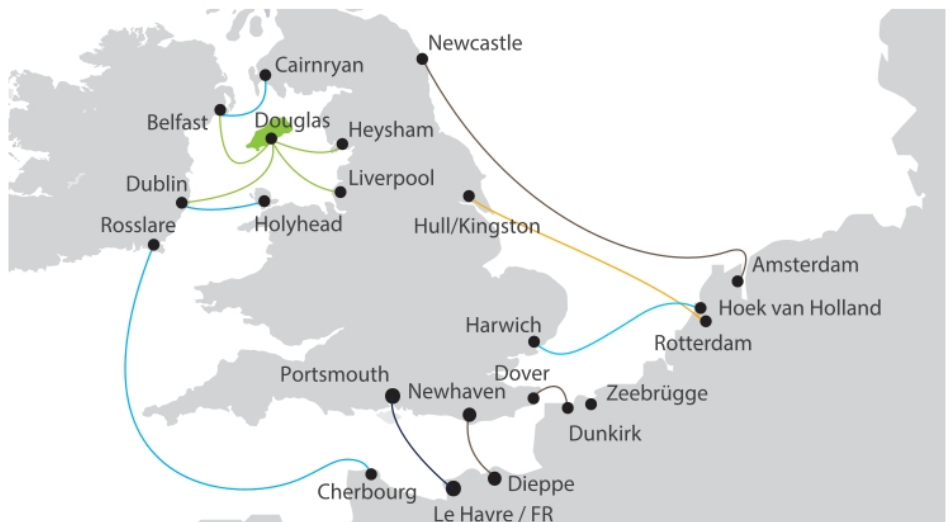 Newcastle
Cairnryan
Belfast
Douglas
Heysham
Dublin
Liverpool
Rosslare
Holyhead
Hull/Kingston
Amsterdam
Hoek van Holland
Harwich
Rotterdam
Portsmouth
Newhaven
Dover
Zeebrügge
Dunkirk
Cherbourg
Dieppe
Le Havre / FR